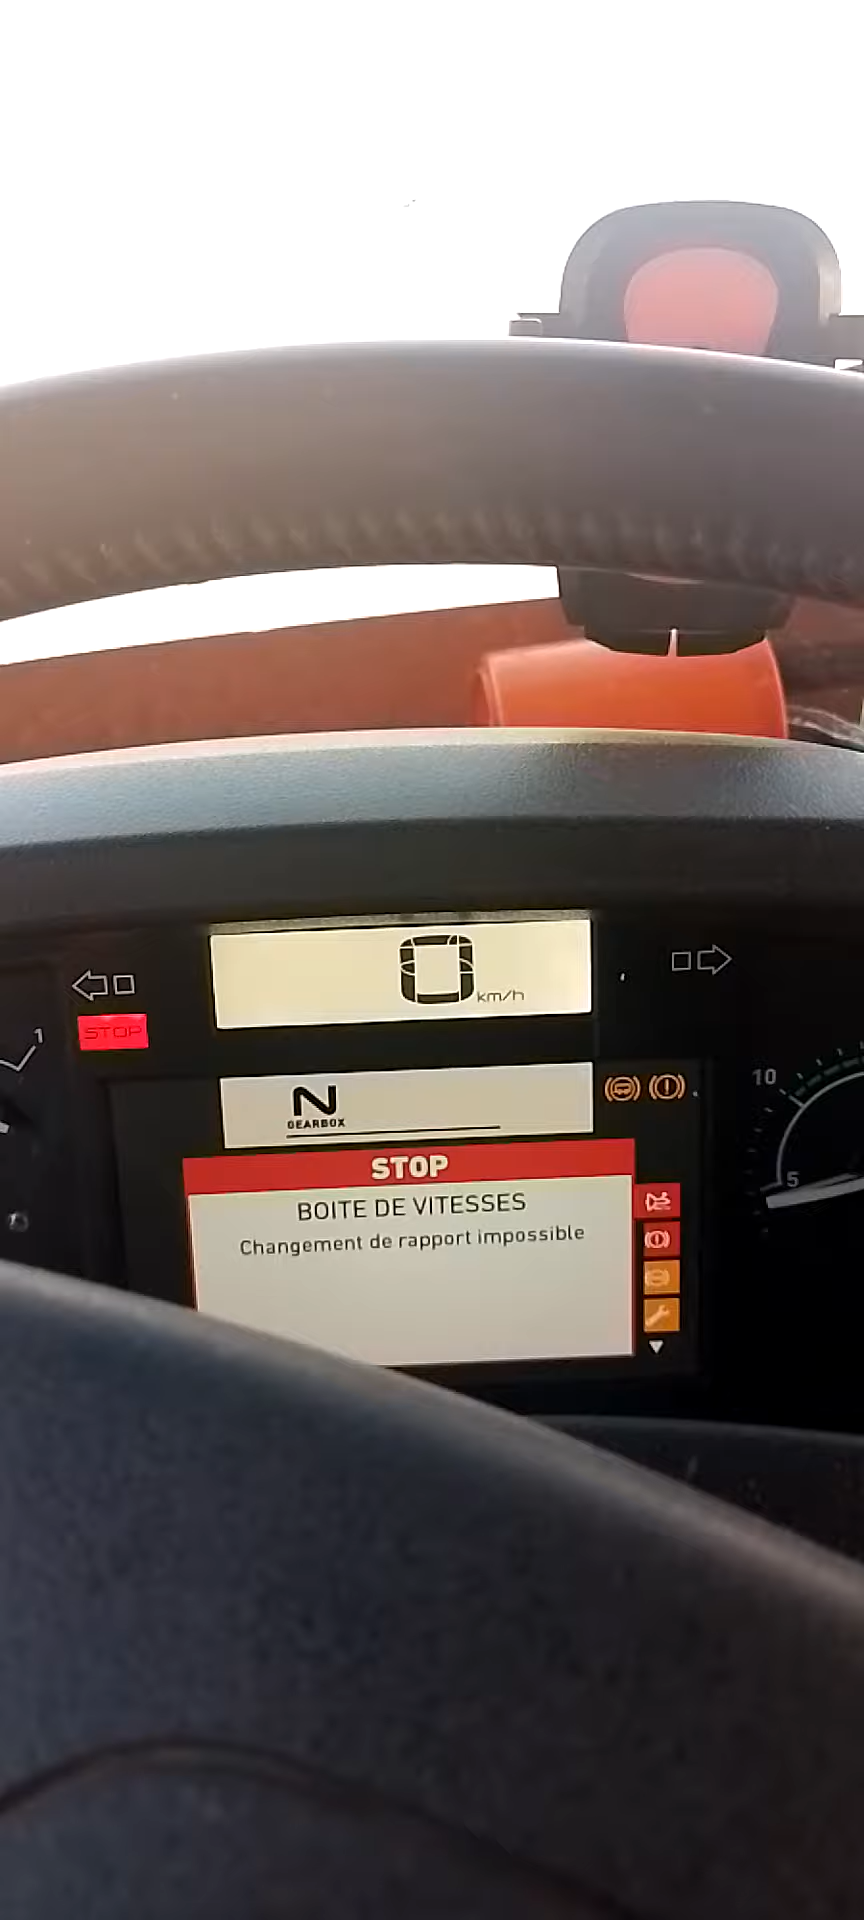 0 km/h
STOP
1
N
GEARBOX
10
5
STOP
BOITE DE VITESSES
Changement de rapport impossible